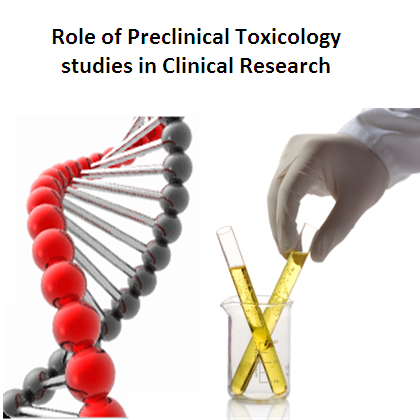 Role of Preclinical Toxicology
studies in Clinical Research